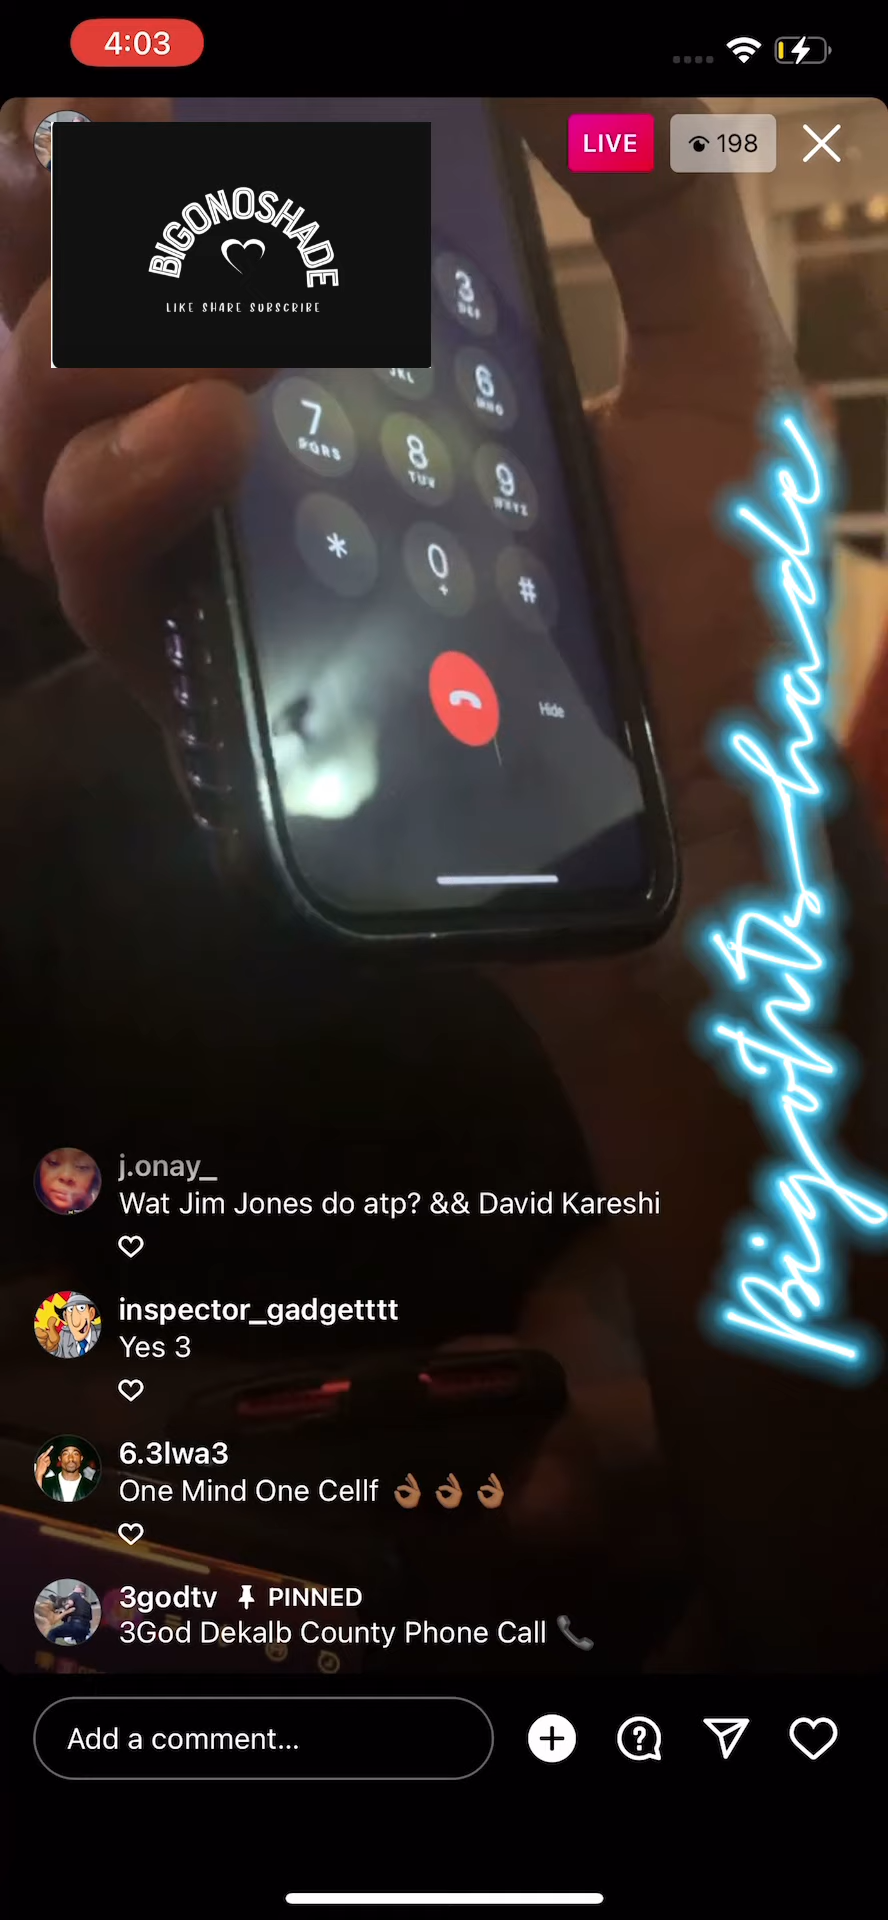 4:03
LIVE
198
BIGONOSHADE
LIKE SHARE SUBSCRIBE
3
DEF
JKL
6
MNO
7
PQRS
8
TUV
9
WXYZ
*
0
+
#
Hide
j.onay_
Wat Jim Jones do atp? && David Kareshi
inspector_gadgetttt
Yes 3
6.3lwa3
One Mind One Cellf 👌🏽 👌🏽 👌🏽
3godtv PINNED
3God Dekalb County Phone Call 📞
Add a comment...